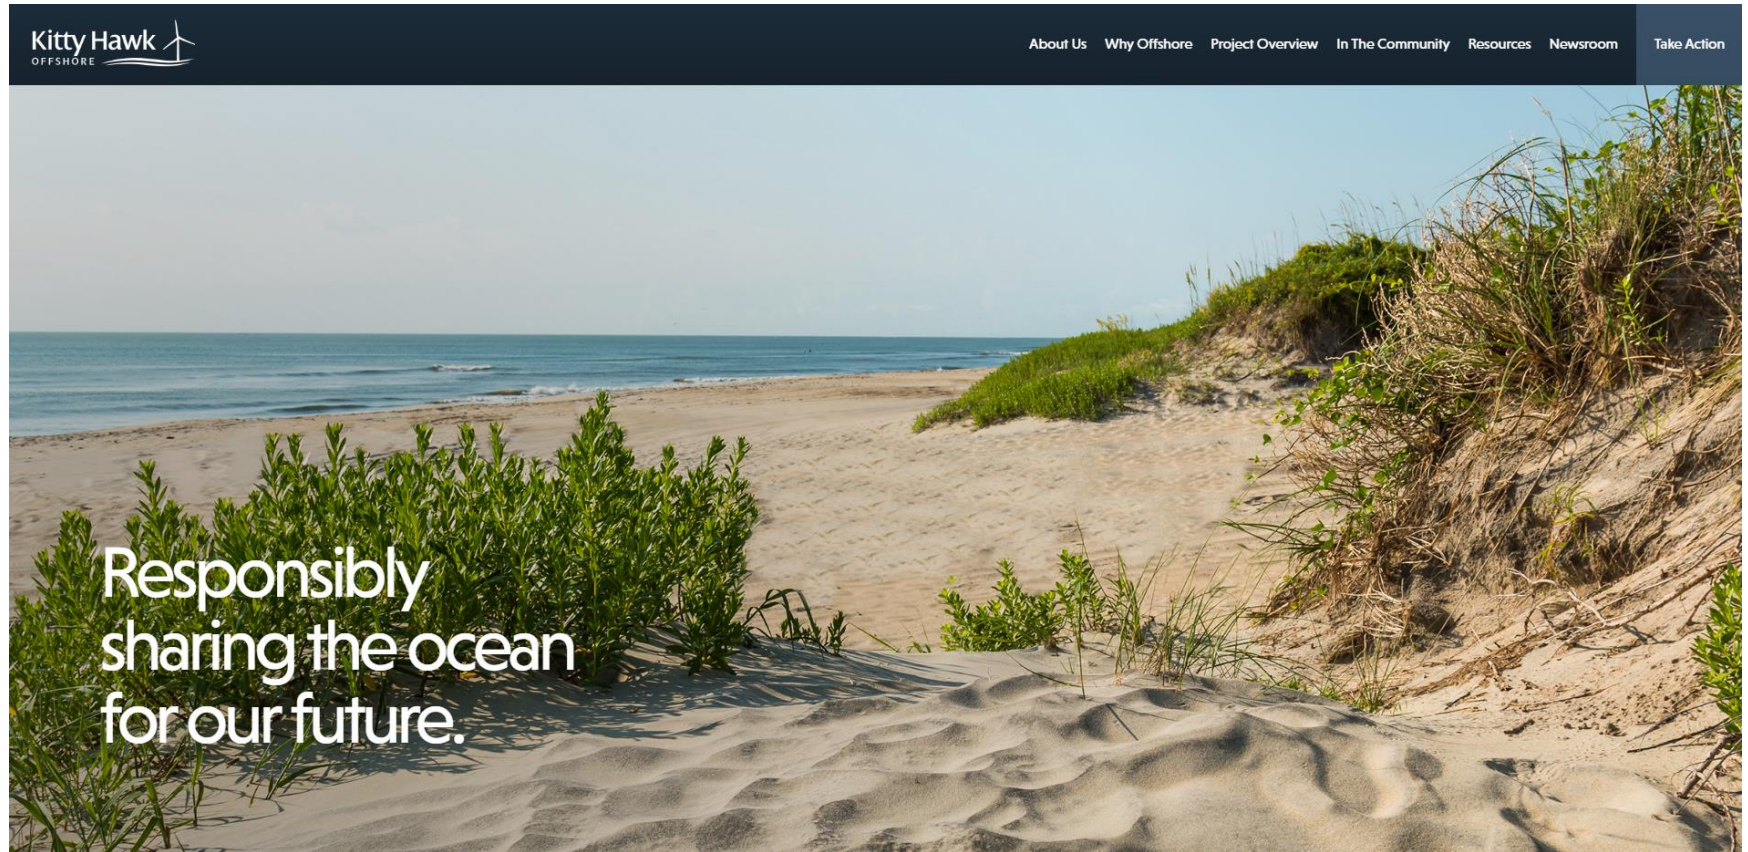 Kitty Hawk
OFFSHORE
About Us Why Offshore Project Overview In The Community Resources Newsroom Take Action
Responsibly
sharing the ocean
for our future.